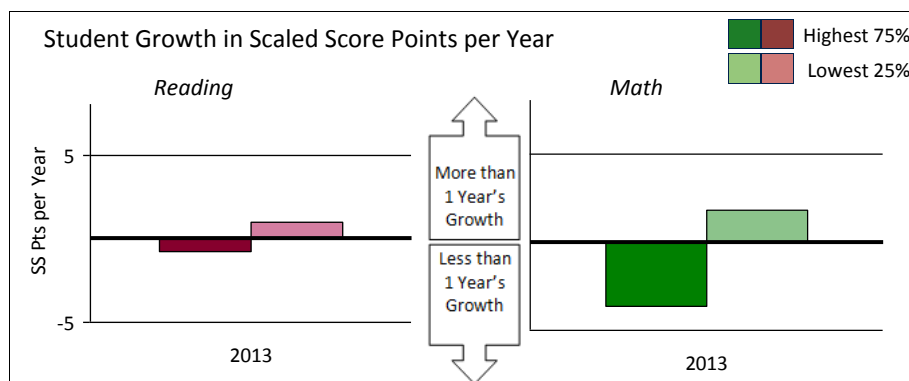 Student Growth in Scaled Score Points per Year
Highest 75%
Lowest 25%
Reading
Math
SS Pts per Year
5
-5
2013
More than
1 Year's
Growth
Less than
1 Year's
Growth
2013